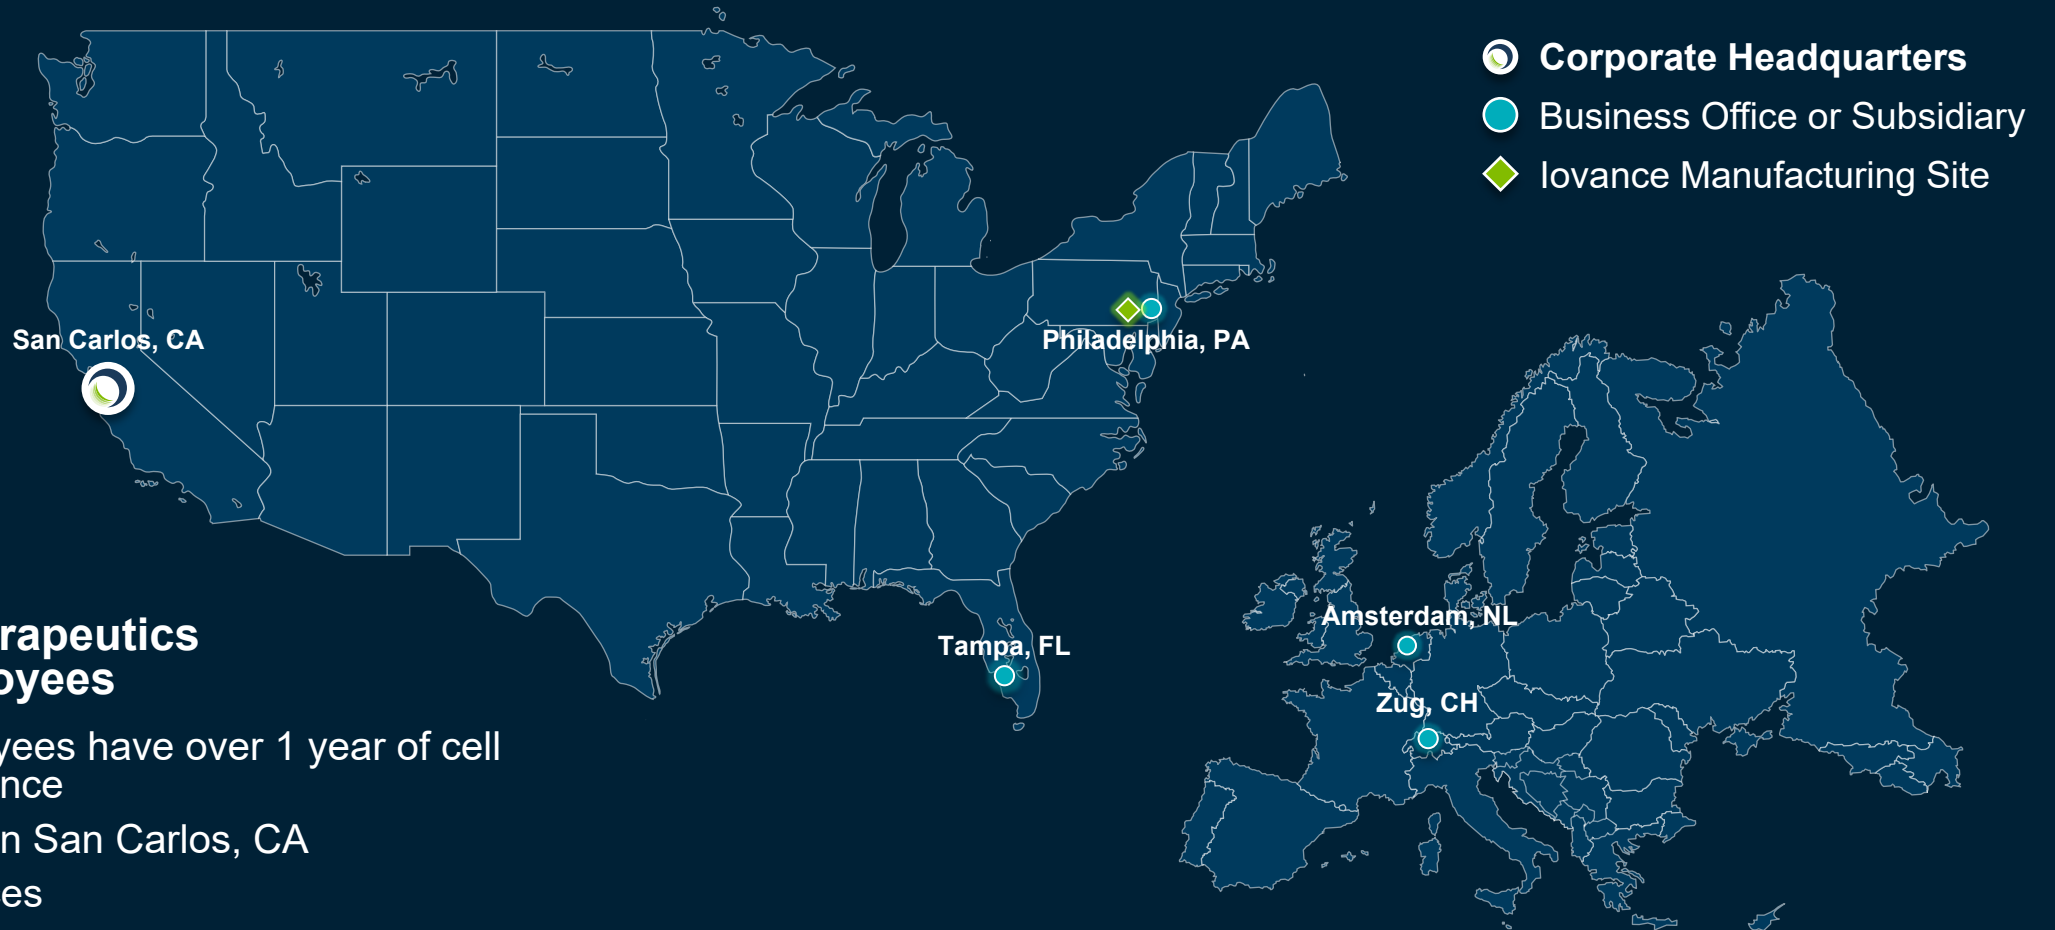 Corporate Headquarters
Business Office or Subsidiary
Iovance Manufacturing Site
San Carlos, CA
Philadelphia, PA
Tampa, FL
Amsterdam, NL
Zug, CH
rapeutics
oyees
yees have over 1 year of cell
nce
n San Carlos, CA
es